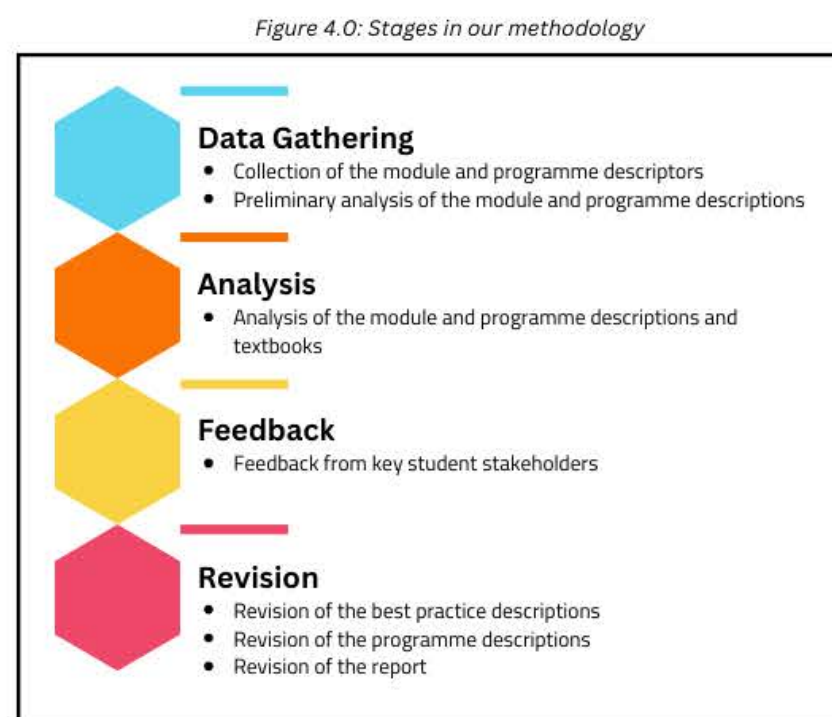 Figure 4.0: Stages in our methodology
Data Gathering
• Collection of the module and programme descriptors
• Preliminary analysis of the module and programme descriptions
Analysis
• Analysis of the module and programme descriptions and
textbooks
Feedback
• Feedback from key student stakeholders
Revision
• Revision of the best practice descriptions
• Revision of the programme descriptions
• Revision of the report